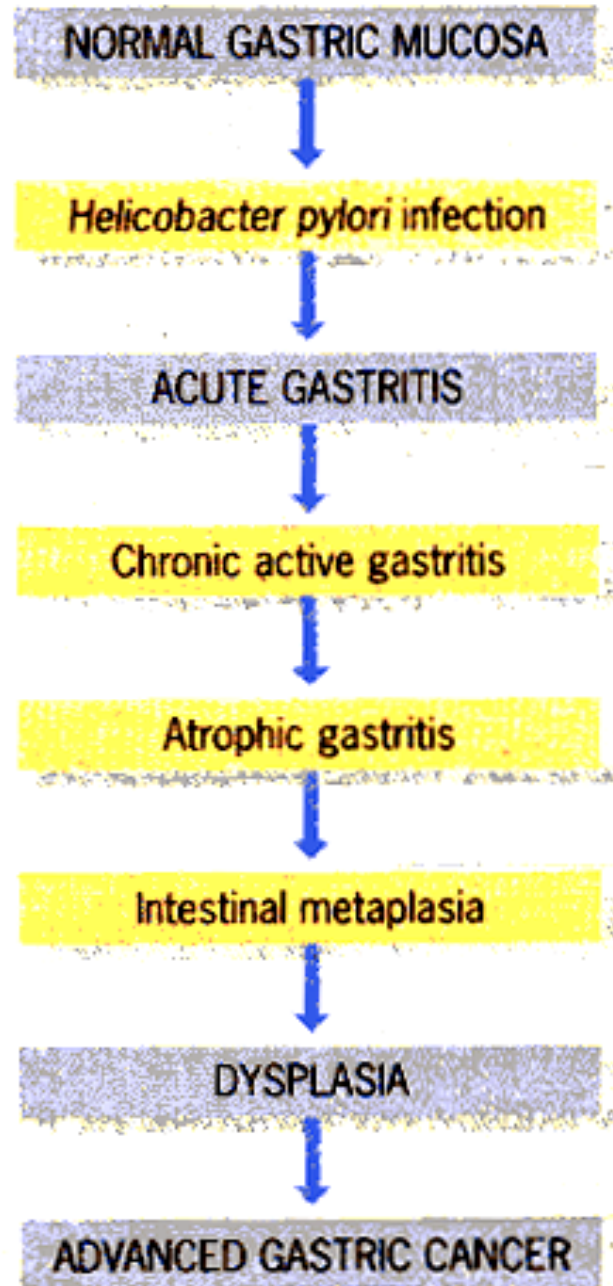 NORMAL GASTRIC MUCOSA
Helicobacter pylori infection
ACUTE GASTRITIS
Chronic active gastritis
Atrophic gastritis
Intestinal metaplasia
DYSPLASIA
ADVANCED GASTRIC CANCER